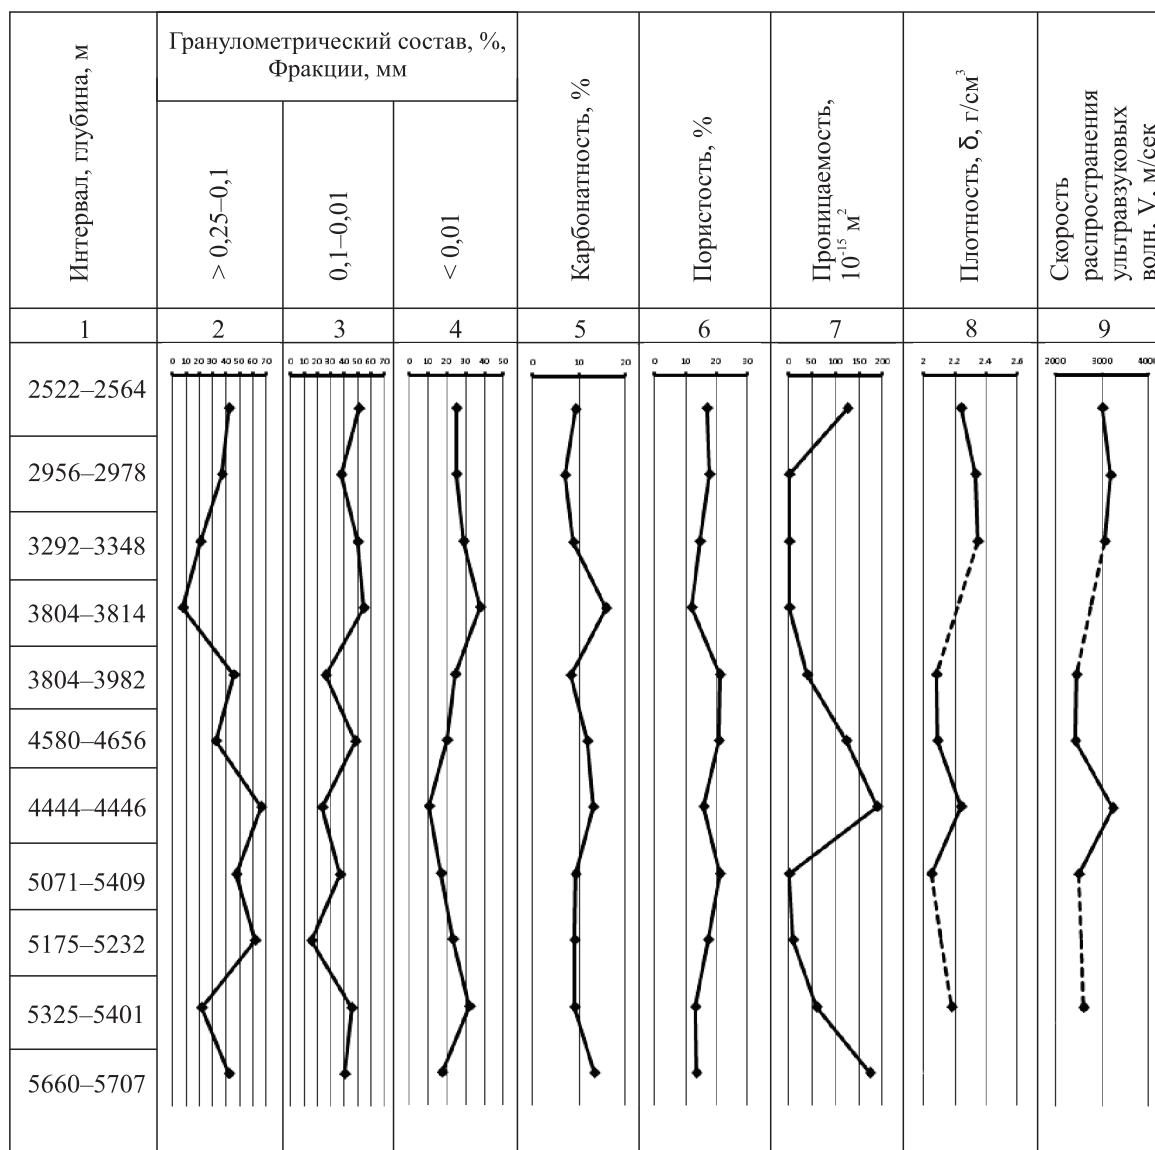 Интервал, глубина, м
Гранулометрический состав, %,
Фракции, мм
> 0,25–0,1
0,1–0,01
< 0,01
Карбонатность, %
Пористость, %
Проницаемость,
10⁻¹⁵ м²
Плотность, δ, г/см³
Скорость
распространения
ультравзуковых
волн, V, м/сек
1 2 3 4 5 6 7 8 9
0 10 20 30 40 50 60 70 0 10 20 30 40 50 60 70 0 10 20 30 40 50 0 10 20 0 10 20 30 0 50 100 150 200 2 2.2 2.4 2.6 2000 3000 4000
2522–2564
2956–2978
3292–3348
3804–3814
3804–3982
4580–4656
4444–4446
5071–5409
5175–5232
5325–5401
5660–5707